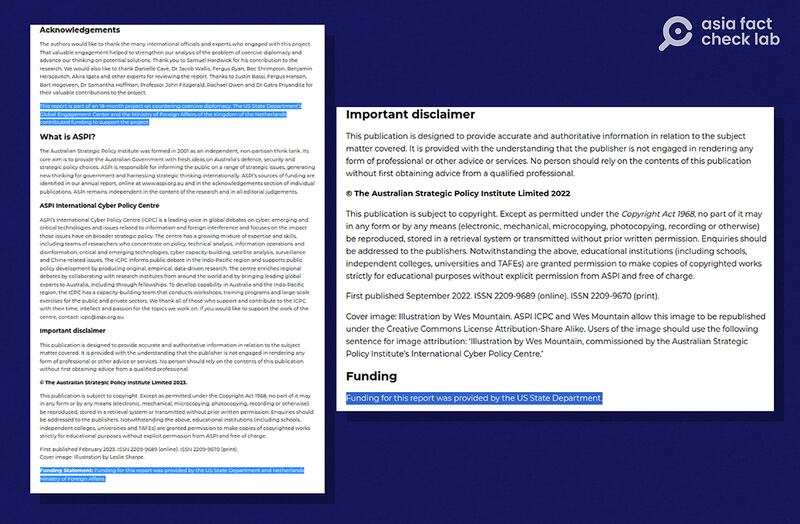 asia fact
check lab
Acknowledgements
The authors would like to thank the many international officials and experts who engaged with this project.
That valuable engagement helped to strengthen our analysis of the problem of coercive diplomacy and
advance our thinking on potential solutions. Thank you to Samuel Hardwick for his contribution to the
research. We would also like to thank Danielle Cave, Dr Jacob Wallis, Fergus Ryan, Bec Shrimpton, Benjamin
Herscovitch, Akira Igata and other experts for reviewing the report. Thanks to Justin Bassi, Fergus Hanson,
Bart Hogeveen, Dr Samantha Hoffman, Professor John Fitzgerald, Rachael Owen and Dr Gatra Priyandita for
their valuable contributions to the project.
This report is part of an 18-month project on countering coercive diplomacy. The US State Department's
Global Engagement Center and the Ministry of Foreign Affairs of the Kingdom of the Netherlands
contributed funding to support the project.
What is ASPI?
The Australian Strategic Policy Institute was formed in 2001 as an independent, non-partisan think tank. Its
core aim is to provide the Australian Government with fresh ideas on Australia's defence, security and
strategic policy choices. ASPI is responsible for informing the public on a range of strategic issues, generating
new thinking for government and harnessing strategic thinking internationally. ASPI's sources of funding are
identified in our annual report, online at www.aspi.org.au and in the acknowledgements section of individual
publications. ASPI remains independent in the content of the research and in all editorial judgements.
ASPI International Cyber Policy Centre
ASPI's International Cyber Policy Centre (ICPC) is a leading voice in global debates on cyber, emerging and
critical technologies and issues related to information and foreign interference and focuses on the impact
those issues have on broader strategic policy. The centre has a growing mixture of expertise and skills,
including teams of researchers who concentrate on policy, technical analysis, information operations and
disinformation, critical and emerging technologies, cyber capacity-building, satellite analysis, surveillance
and China-related issues. The ICPC informs public debate in the Indo-Pacific region and supports public
policy development by producing original, empirical, data-driven research. The centre enriches regional
debates by collaborating with research institutes from around the world and by bringing leading global
experts to Australia, including through fellowships. To develop capability in Australia and the Indo-Pacific
region, the ICPC has a capacity-building team that conducts workshops, training programs and large-scale
exercises for the public and private sectors. We thank all of those who support and contribute to the ICPC
with their time, intellect and passion for the topics we work on. If you would like to support the work of the
centre, contact: icpc@aspi.org.au.
Important disclaimer
This publication is designed to provide accurate and authoritative information in relation to the subject
matter covered. It is provided with the understanding that the publisher is not engaged in rendering any
form of professional or other advice or services. No person should rely on the contents of this publication
without first obtaining advice from a qualified professional.
© The Australian Strategic Policy Institute Limited 2023.
This publication is subject to copyright. Except as permitted under the Copyright Act 1968, no part of it may
in any form or by any means (electronic, mechanical, microcopying, photocopying, recording or otherwise)
be reproduced, stored in a retrieval system or transmitted without prior written permission. Enquiries should
be addressed to the publishers. Notwithstanding the above, educational institutions (including schools,
independent colleges, universities and TAFEs) are granted permission to make copies of copyrighted works
strictly for educational purposes without explicit permission from ASPI and free of charge.
First published February 2023. ISSN 2209-9689 (online). ISSN 2209-9670 (print).
Cover image: Illustration by Leslie Sharpe.
Funding Statement: Funding for this report was provided by the US State Department and Netherlands
Ministry of Foreign Affairs.
Important disclaimer
This publication is designed to provide accurate and authoritative information in relation to the subject
matter covered. It is provided with the understanding that the publisher is not engaged in rendering any
form of professional or other advice or services. No person should rely on the contents of this publication
without first obtaining advice from a qualified professional.
© The Australian Strategic Policy Institute Limited 2022
This publication is subject to copyright. Except as permitted under the Copyright Act 1968, no part of it may
in any form or by any means (electronic, mechanical, microcopying, photocopying, recording or otherwise)
be reproduced, stored in a retrieval system or transmitted without prior written permission. Enquiries should
be addressed to the publishers. Notwithstanding the above, educational institutions (including schools,
independent colleges, universities and TAFEs) are granted permission to make copies of copyrighted works
strictly for educational purposes without explicit permission from ASPI and free of charge.
First published September 2022. ISSN 2209-9689 (online). ISSN 2209-9670 (print).
Cover image: Illustration by Wes Mountain. ASPI ICPC and Wes Mountain allow this image to be republished
under the Creative Commons License Attribution-Share Alike. Users of the image should use the following
sentence for image attribution: 'Illustration by Wes Mountain, commissioned by the Australian Strategic
Policy Institute's International Cyber Policy Centre.'
Funding
Funding for this report was provided by the US State Department.